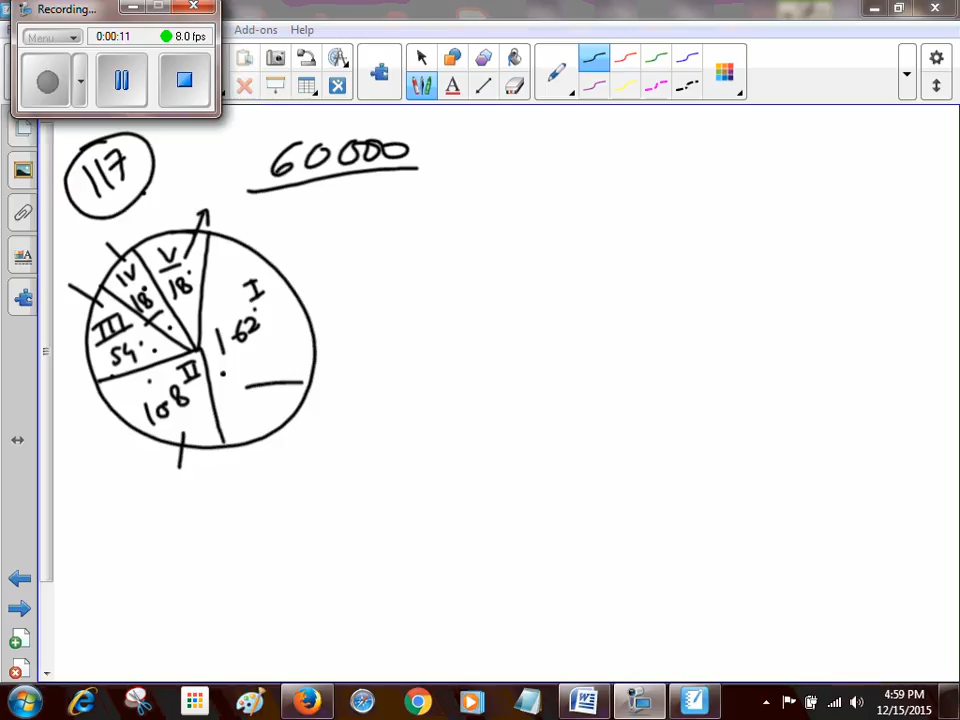 Recording...
Menu
0:00:11
8.0 fps
Add-ons Help
117
60000
V
18°
IV
18°
I
162°
III
54°
II
108°
4:59 PM
12/15/2015